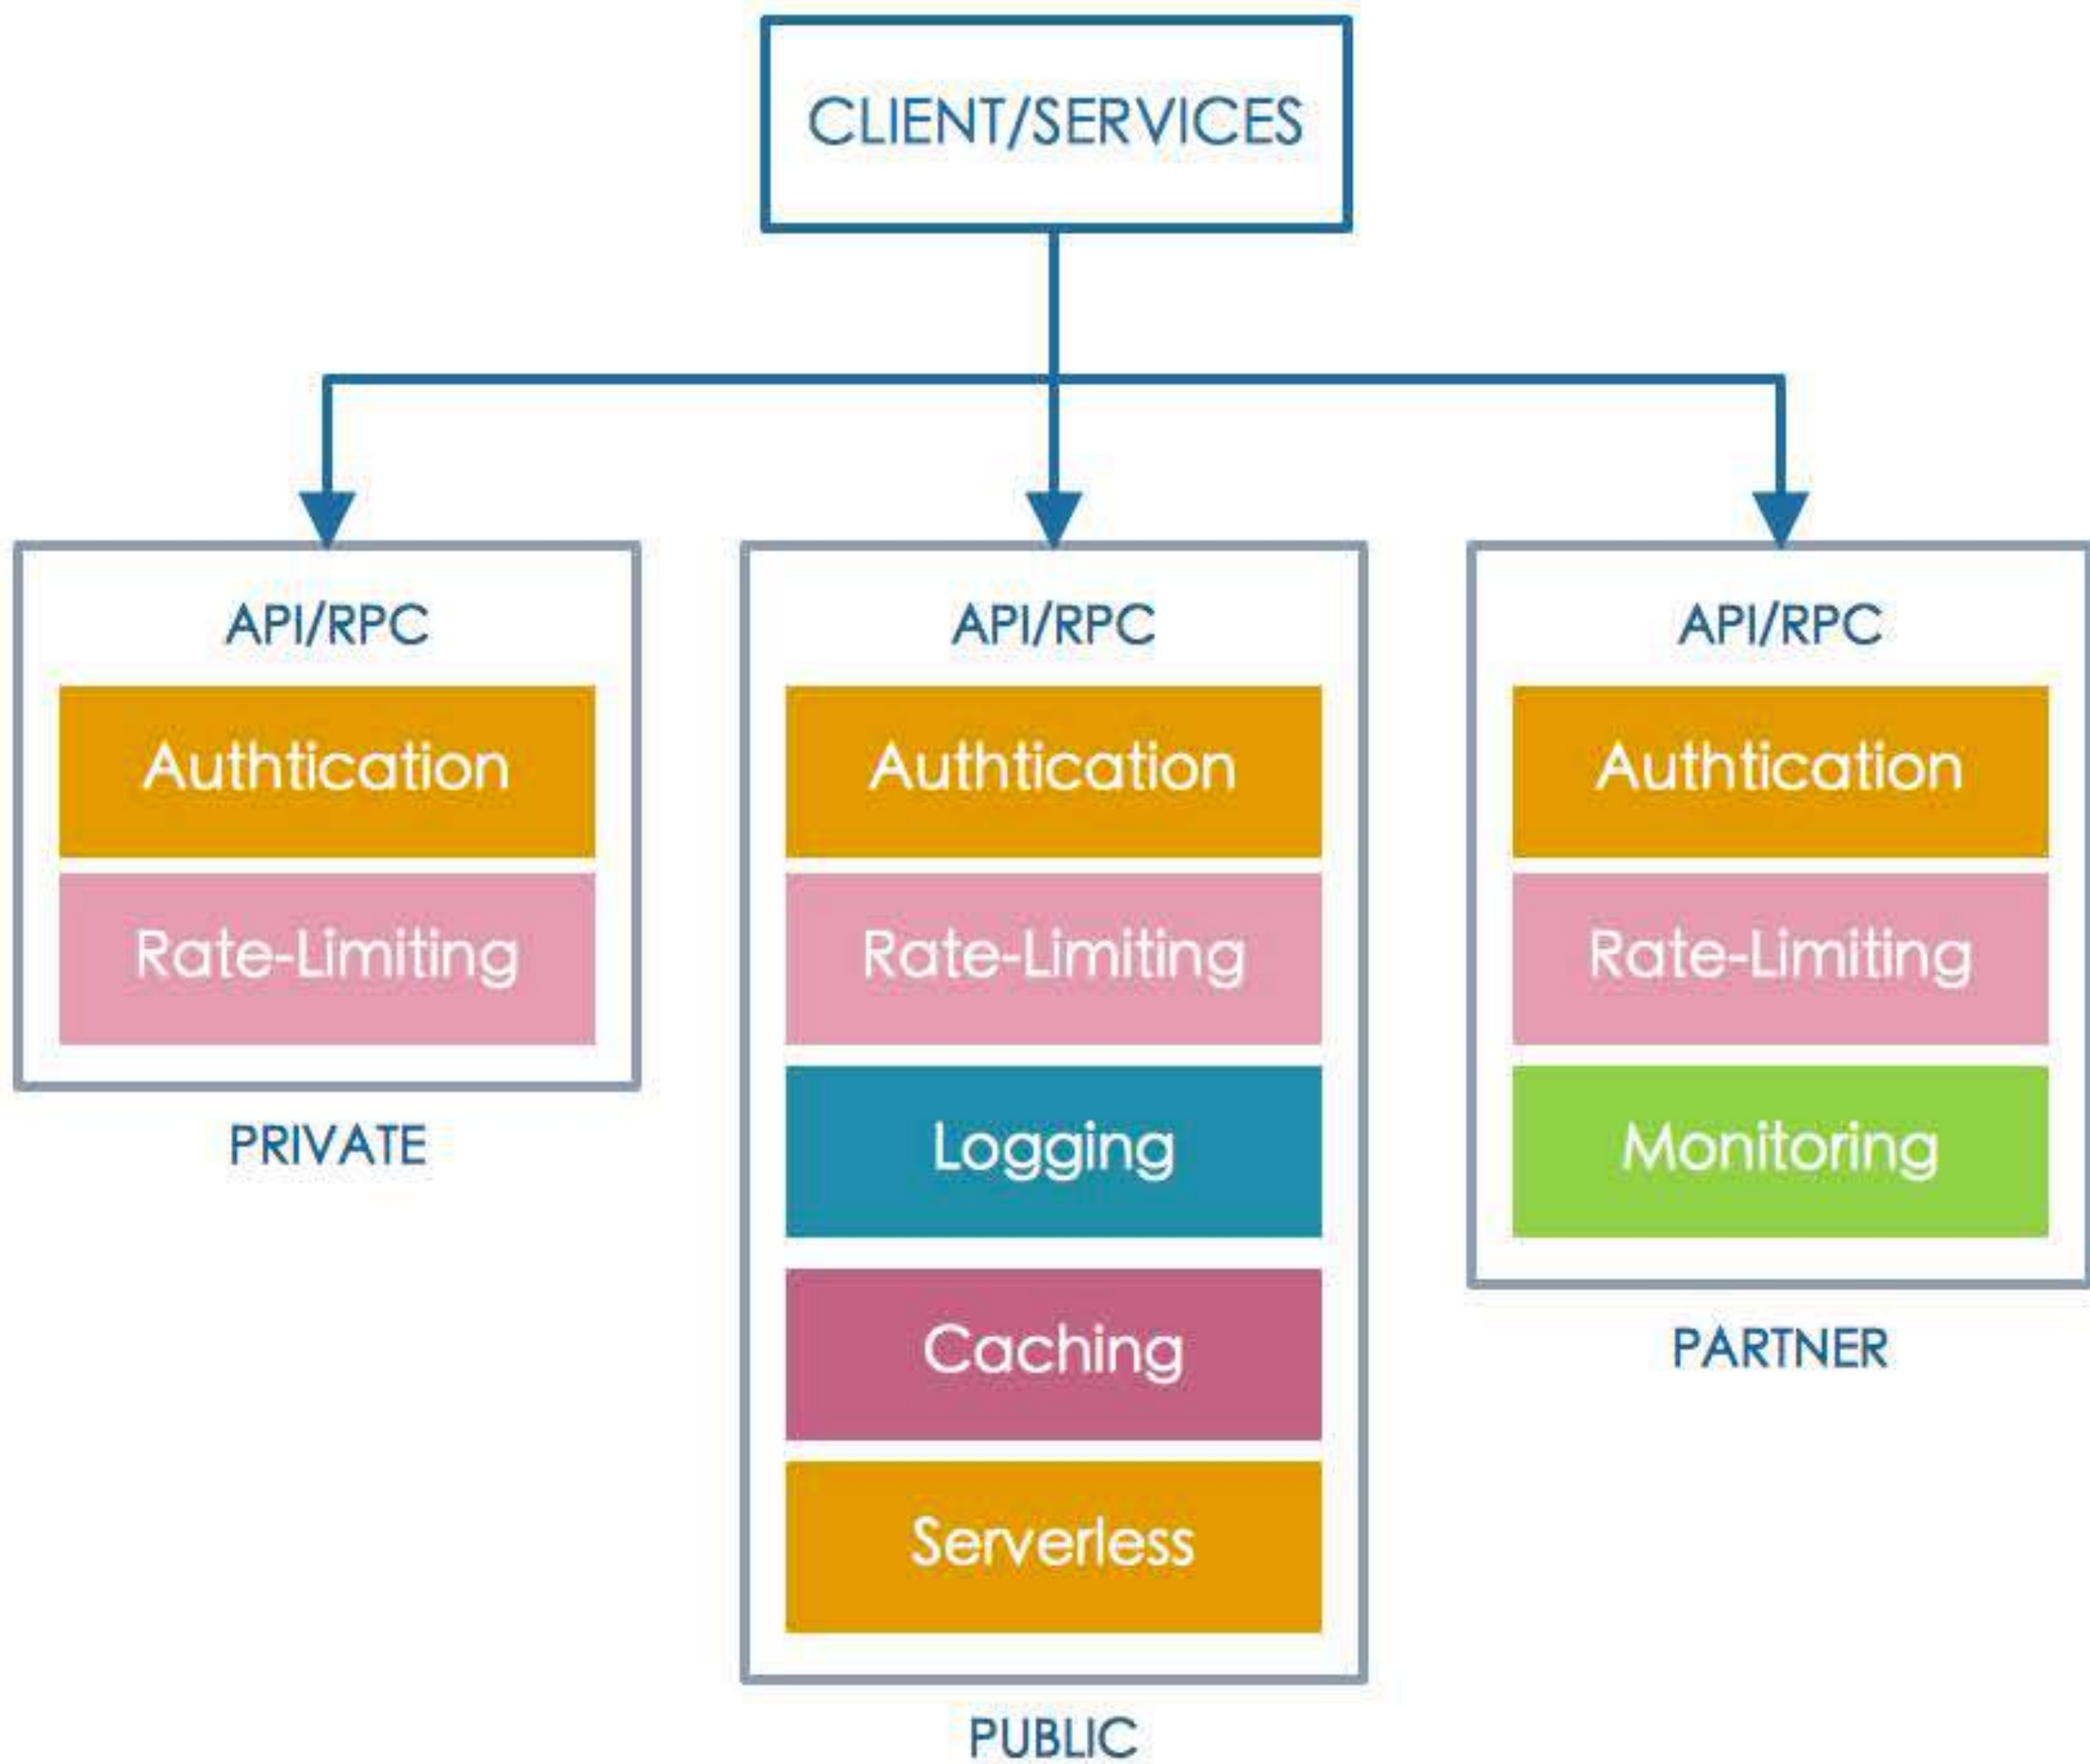 CLIENT/SERVICES
API/RPC
Authtication
Rate-Limiting
PRIVATE
API/RPC
Authtication
Rate-Limiting
Logging
Caching
Serverless
PUBLIC
API/RPC
Authtication
Rate-Limiting
Monitoring
PARTNER